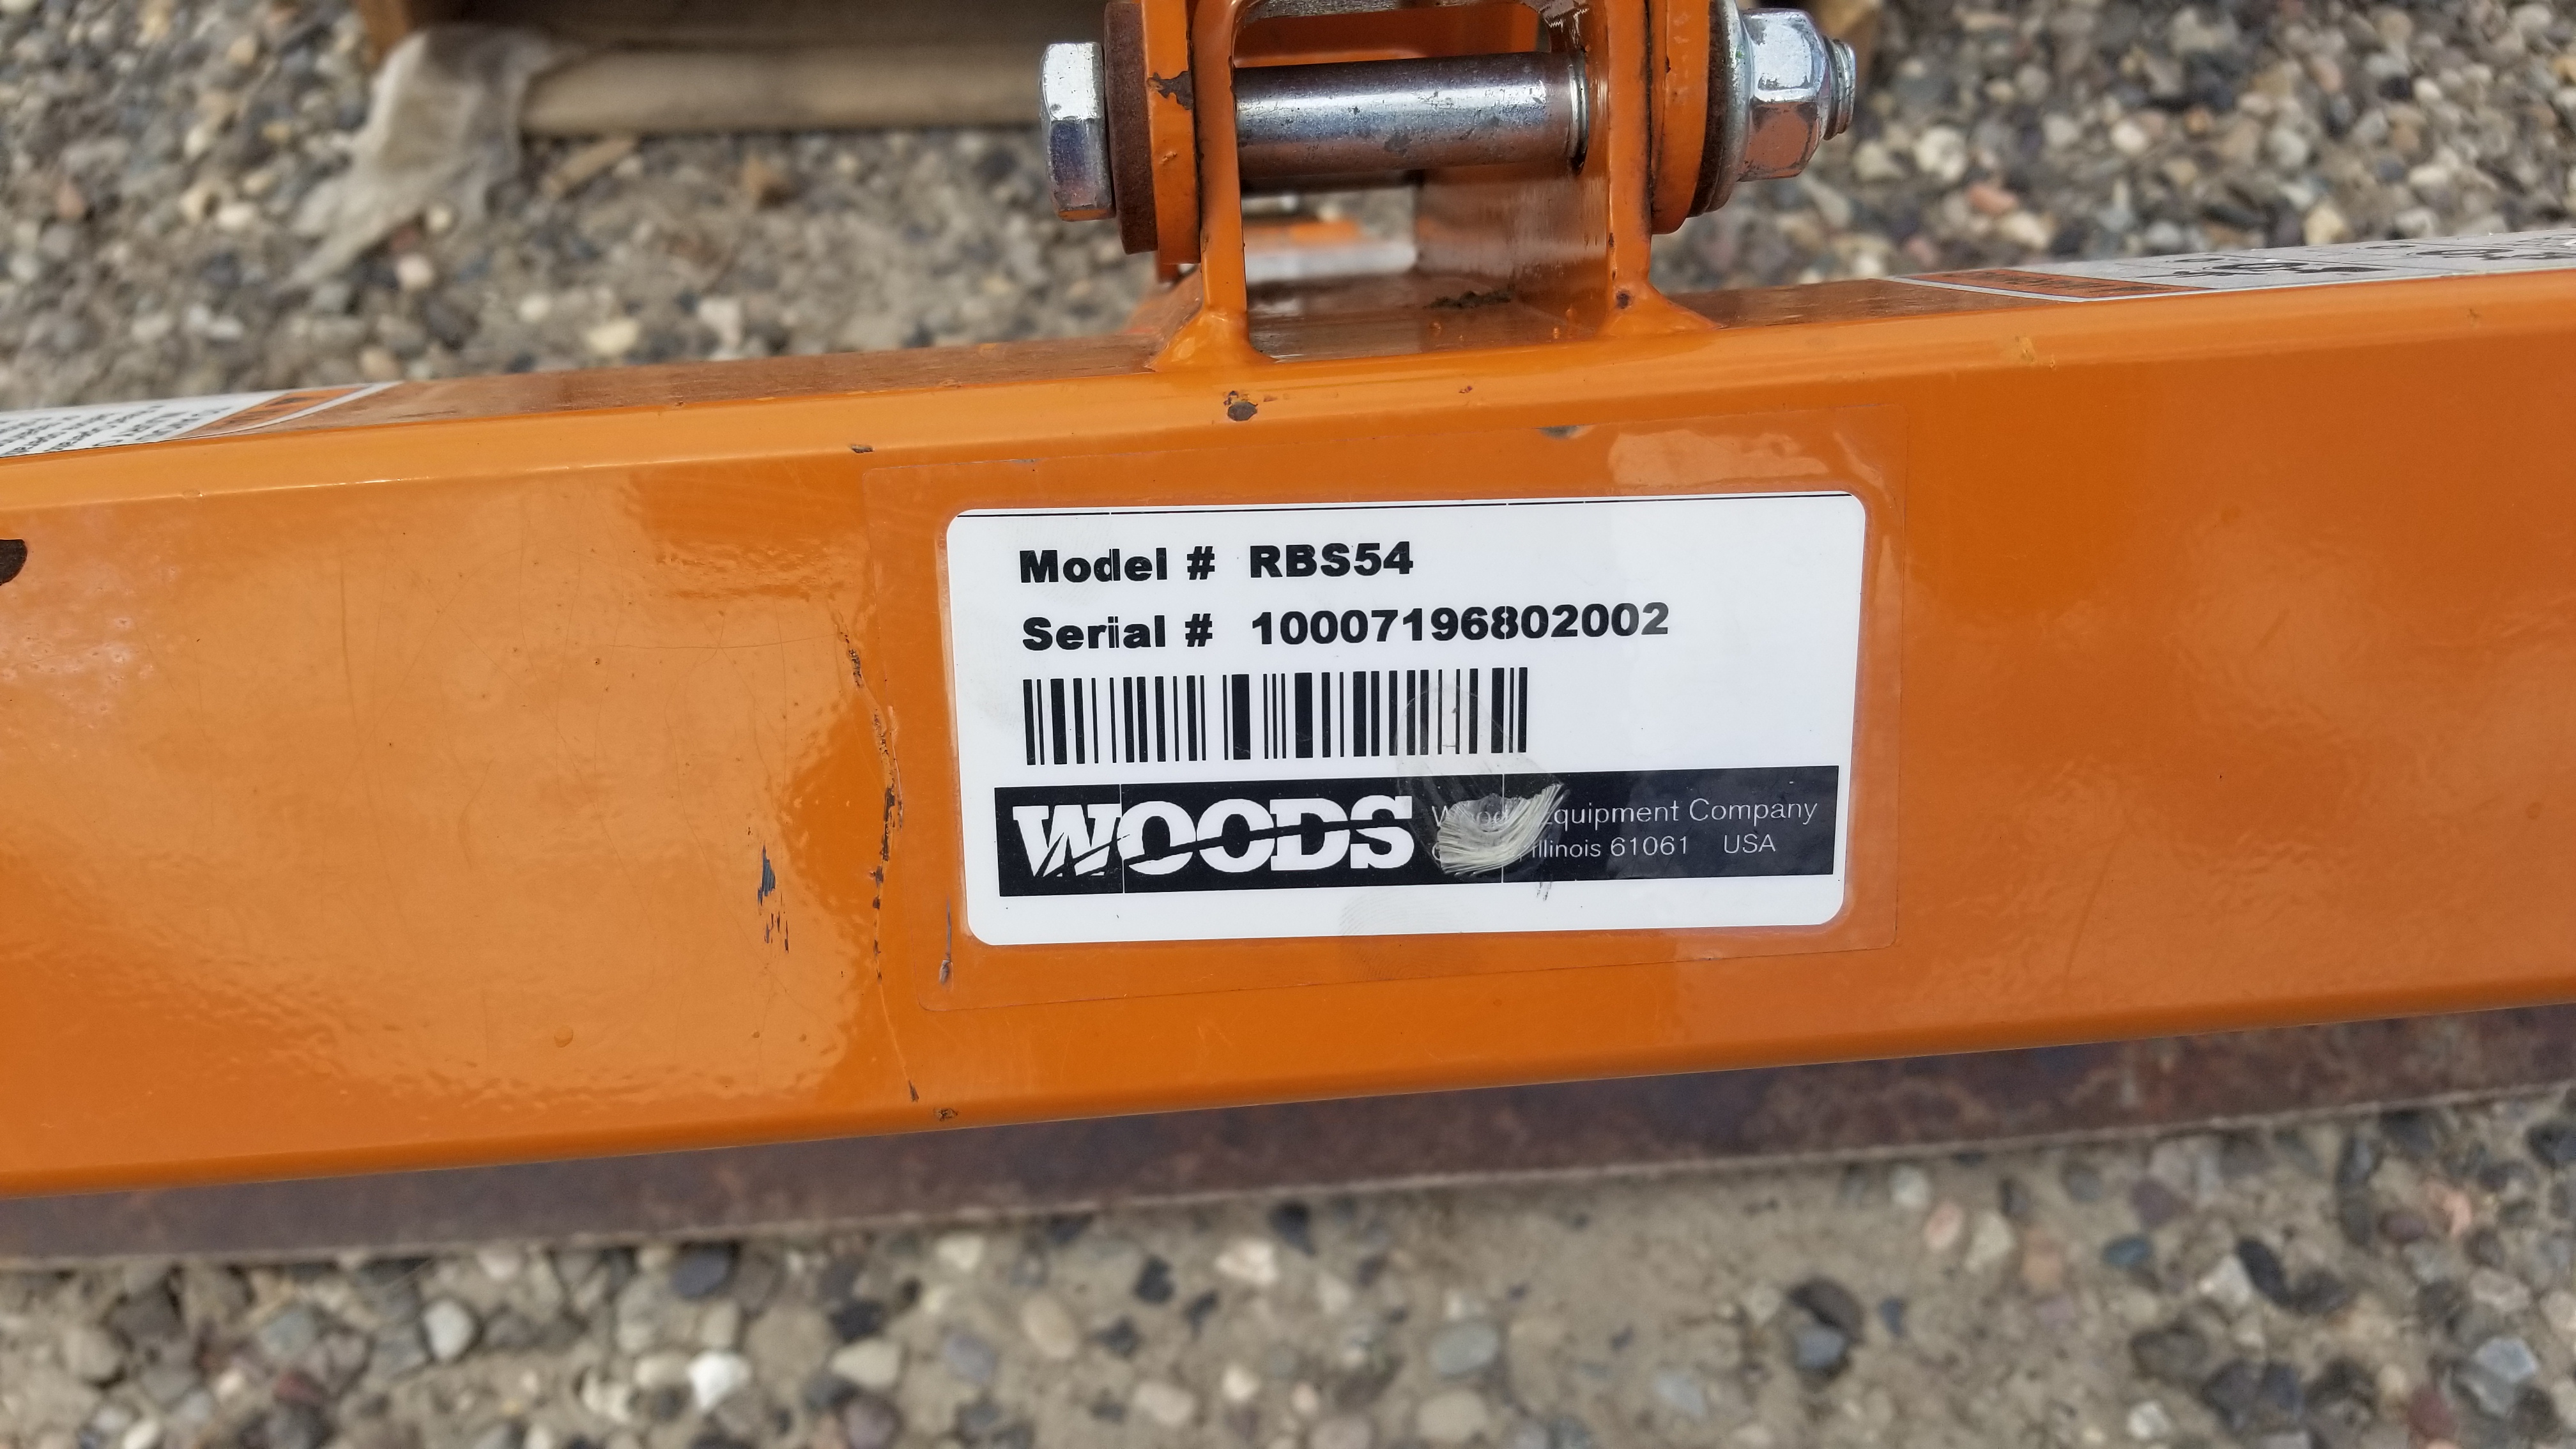 Model # RBS54
Serial # 10007196802002
WOODS
Equipment Company
Illinois 61061 USA